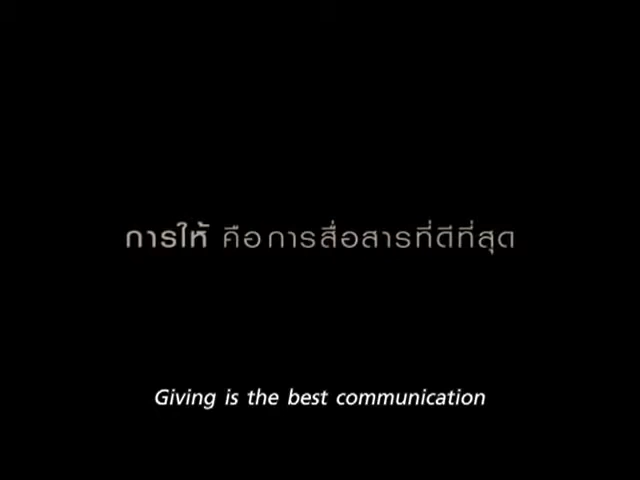 การให้ คือการสื่อสารที่ดีที่สุด
Giving is the best communication